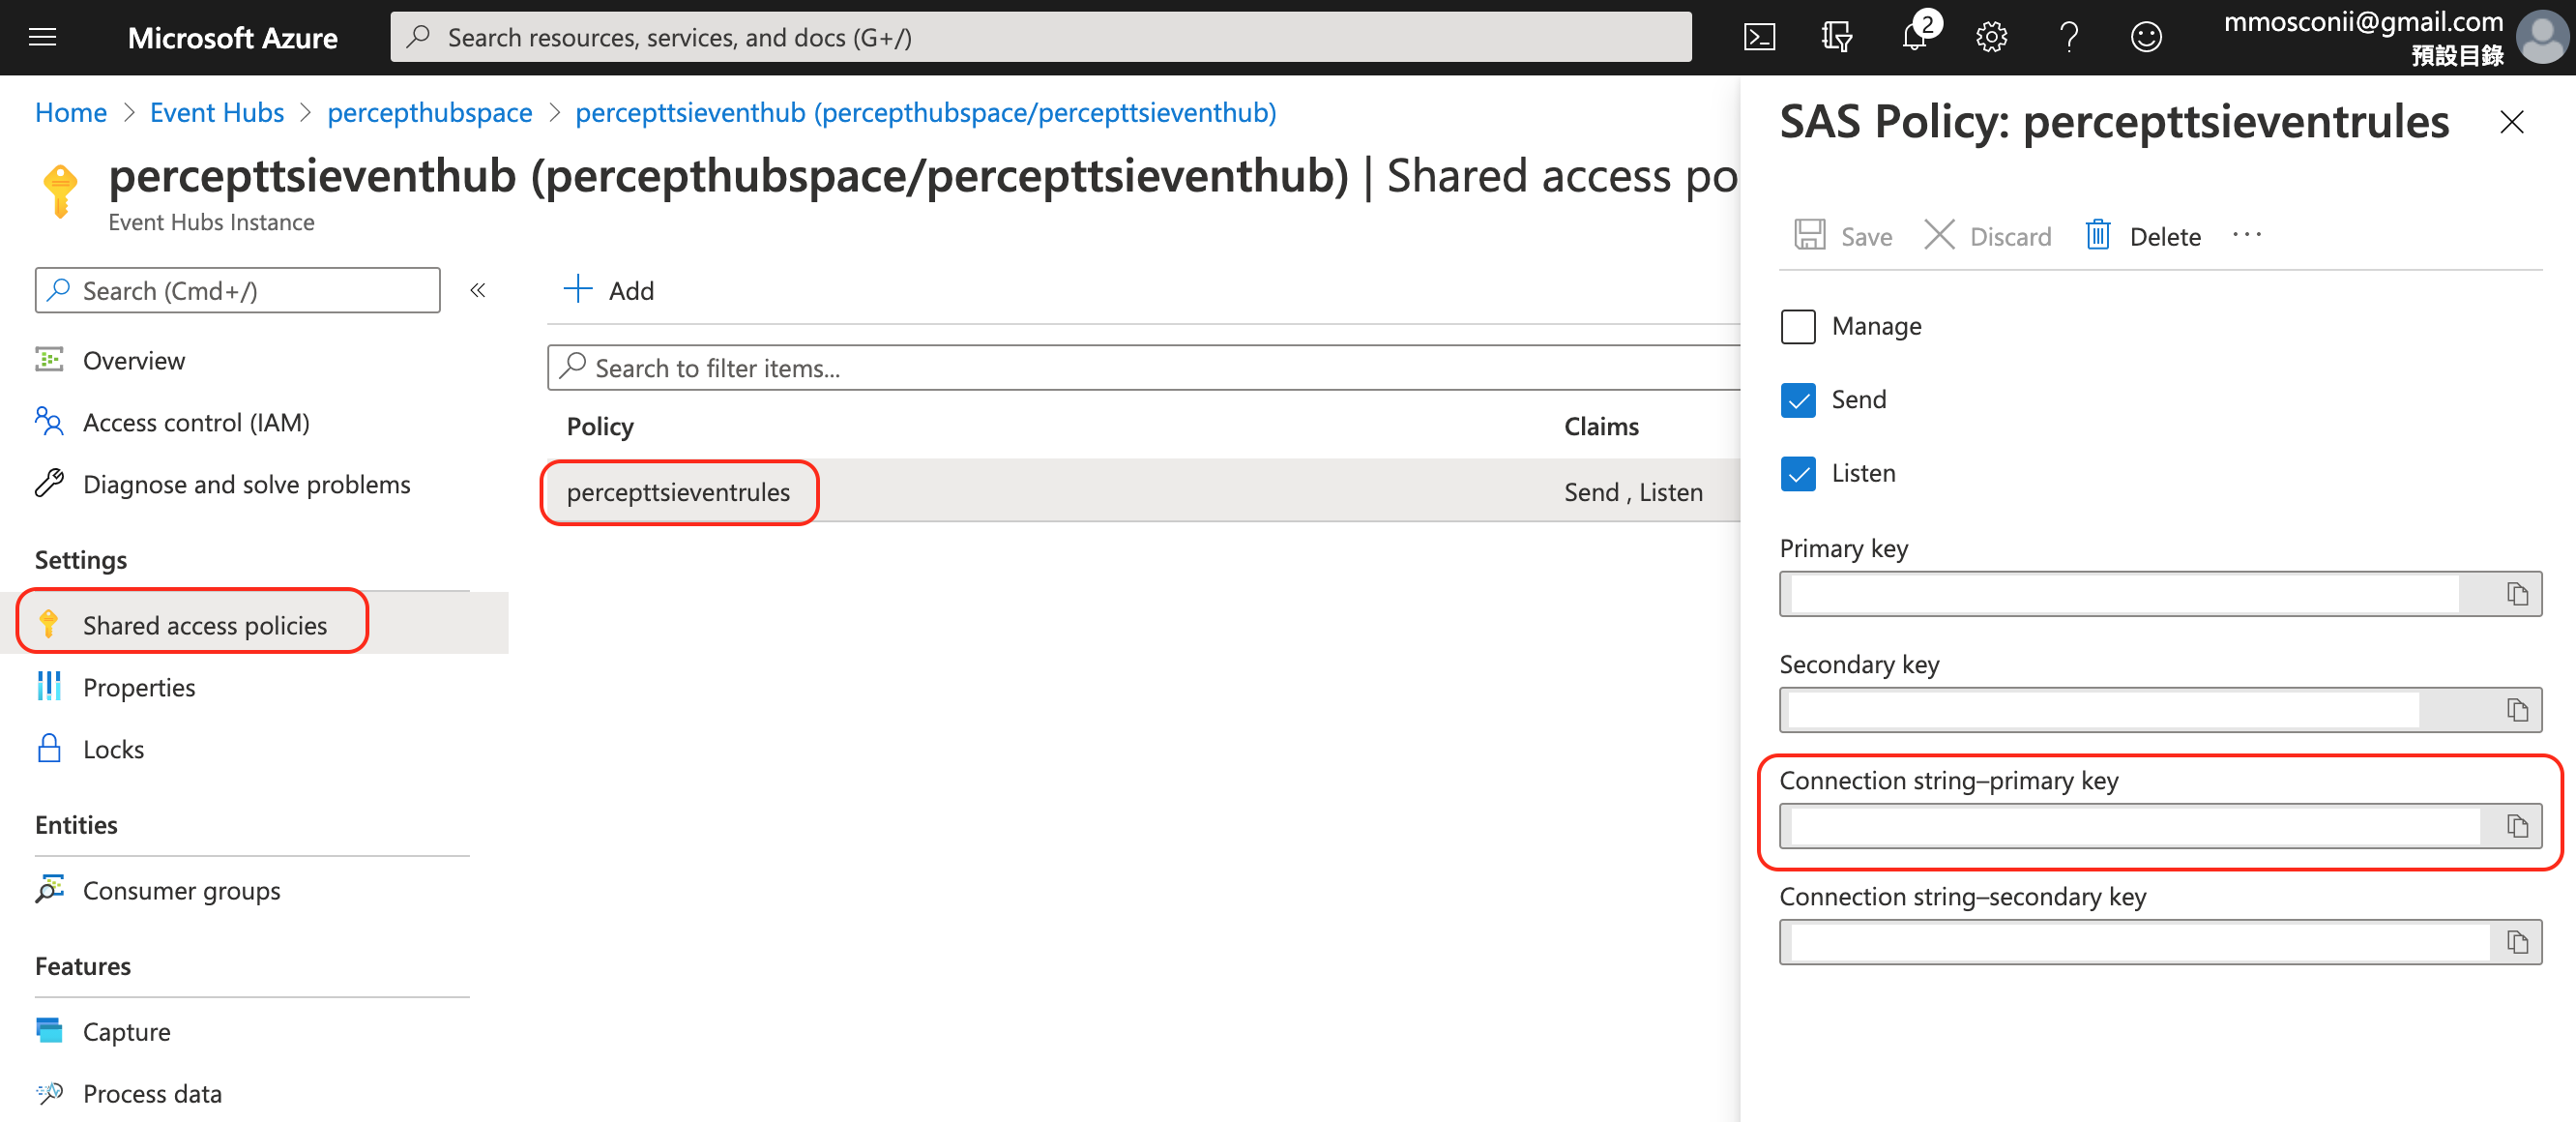 Microsoft Azure
Search resources, services, and docs (G+/)
2
mmosconii@gmail.com
預設目錄
Home > Event Hubs > percepthubspace > percepttsieventhub (percepthubspace/percepttsieventhub)
percepttsieventhub (percepthubspace/percepttsieventhub) | Shared access po
Event Hubs Instance
Search (Cmd+/)
«
Overview
Access control (IAM)
Diagnose and solve problems
Settings
Shared access policies
Properties
Locks
Entities
Consumer groups
Features
Capture
Process data
Add
Search to filter items...
Policy Claims
percepttsieventrules Send , Listen
SAS Policy: percepttsieventrules
Save Discard Delete ...
Manage
Send
Listen
Primary key
Secondary key
Connection string–primary key
Connection string–secondary key